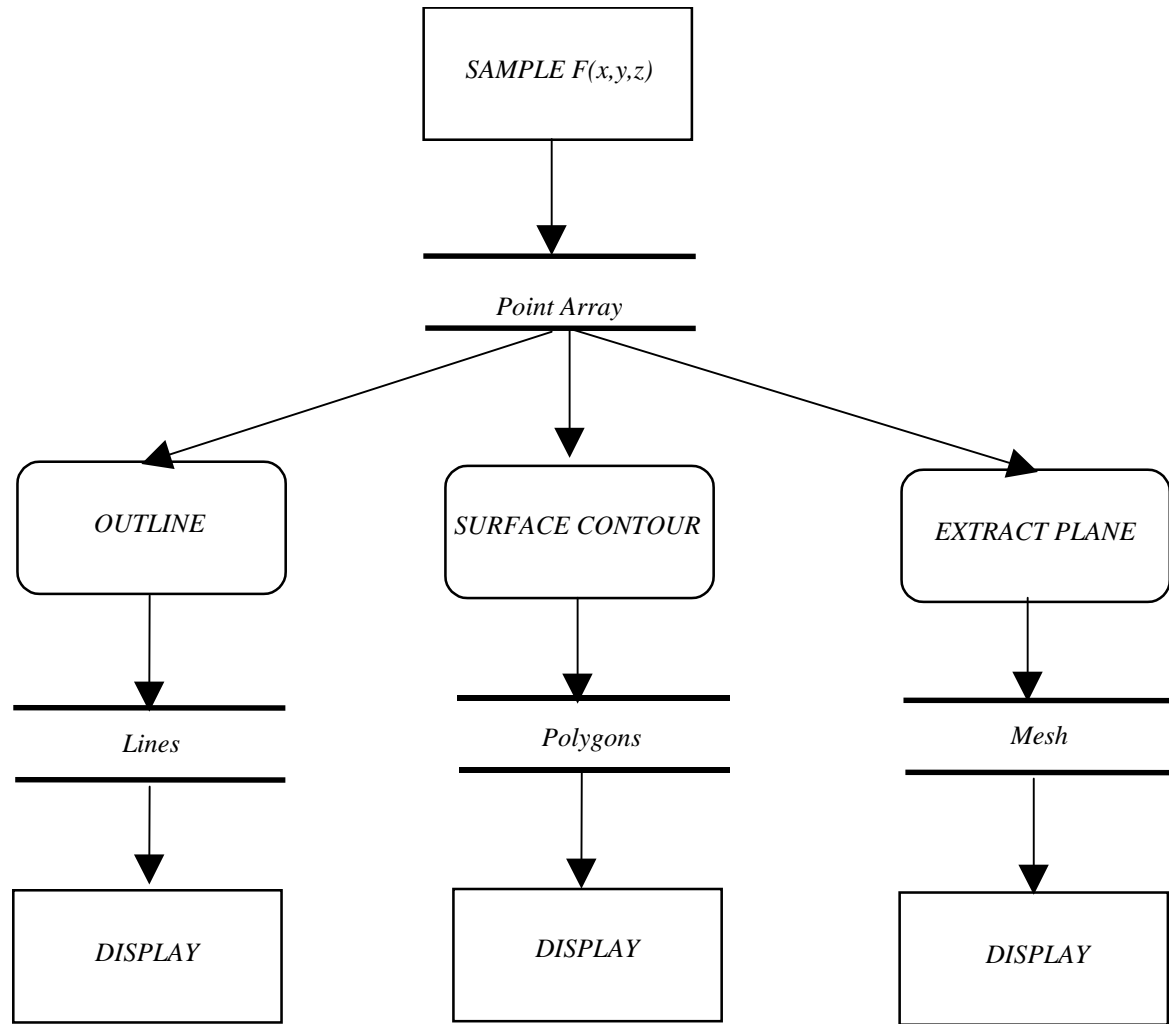 SAMPLE F(x,y,z)
Point Array
OUTLINE
SURFACE CONTOUR
EXTRACT PLANE
Lines
Polygons
Mesh
DISPLAY
DISPLAY
DISPLAY